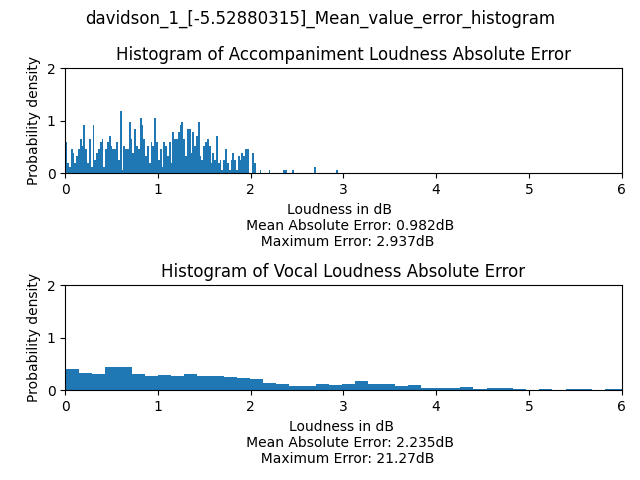 davidson_1_[-5.52880315]_Mean_value_error_histogram
Histogram of Accompaniment Loudness Absolute Error
Probability density
2
1
0
0 1 2 3 4 5 6
Loudness in dB
Mean Absolute Error: 0.982dB
Maximum Error: 2.937dB
Histogram of Vocal Loudness Absolute Error
Probability density
2
1
0
0 1 2 3 4 5 6
Loudness in dB
Mean Absolute Error: 2.235dB
Maximum Error: 21.27dB